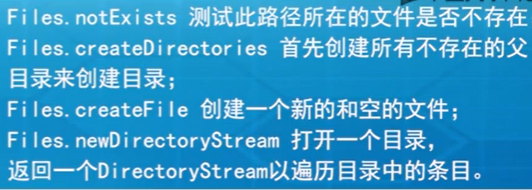 Files.notExists 测试此路径所在的文件是否不存在
Files.createDirectories 首先创建所有不存在的父
目录来创建目录;
Files.createFile 创建一个新的和空的文件;
Files.newDirectoryStream 打开一个目录,
返回一个DirectoryStream以遍历目录中的条目。